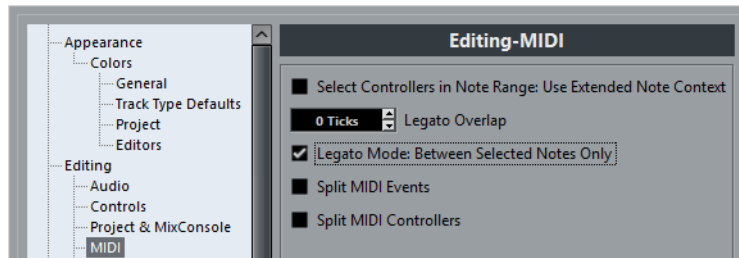 Appearance
Colors
General
Track Type Defaults
Project
Editors
Editing
Audio
Controls
Project & MixConsole
MIDI
Editing-MIDI
Select Controllers in Note Range: Use Extended Note Context
0 Ticks Legato Overlap
Legato Mode: Between Selected Notes Only
Split MIDI Events
Split MIDI Controllers